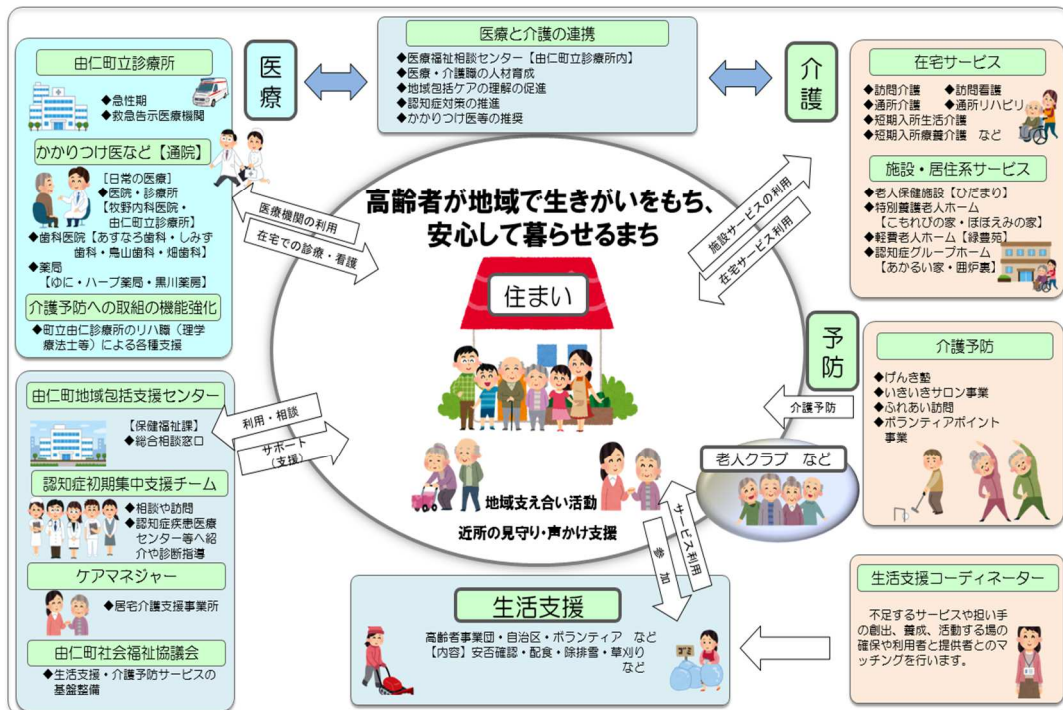 由仁町立診療所
◆急性期
◆救急告示医療機関
かかりつけ医など【通院】
[日常の医療]
◆医院・診療所
【牧野内科医院・
由仁町立診療所】
◆歯科医院【あすなろ歯科・しみず
歯科・鳥山歯科・畑歯科】
◆薬局
【ゆに・ハーブ薬局・黒川薬局】
介護予防への取組の機能強化
◆町立由仁診療所のリハ職（理学
療法士等）による各種支援
医療
医療と介護の連携
◆医療福祉相談センター【由仁町立診療所内】
◆医療・介護職の人材育成
◆地域包括ケアの理解の促進
◆認知症対策の推進
◆かかりつけ医等の推奨
介護
在宅サービス
◆訪問介護　◆訪問看護
◆通所介護　◆通所リハビリ
◆短期入所生活介護
◆短期入所療養介護　など
施設・居住系サービス
◆老人保健施設【ひだまり】
◆特別養護老人ホーム
【こもれびの家・ほほえみの家】
◆軽費老人ホーム【緑豊苑】
◆認知症グループホーム
【あかるい家・囲炉裏】
高齢者が地域で生きがいをもち、
安心して暮らせるまち
医療機関の利用
在宅での診療・看護
施設サービスの利用
在宅サービス利用
住まい
予防
介護予防
◆げんき塾
◆いきいきサロン事業
◆ふれあい訪問
◆ボランティアポイント
事業
介護予防
老人クラブ　など
由仁町地域包括支援センター
【保健福祉課】
◆総合相談窓口
認知症初期集中支援チーム
◆相談や訪問
◆認知症疾患医療
センター等へ紹
介や診断指導
ケアマネジャー
◆居宅介護支援事業所
由仁町社会福祉協議会
◆生活支援・介護予防サービスの
基盤整備
利用・相談
サポート
（支援）
地域支え合い活動
近所の見守り・声かけ支援
サービス利用
参加
生活支援
高齢者事業団・自治区・ボランティア　など
【内容】安否確認・配食・除排雪・草刈り
など
生活支援コーディネーター
不足するサービスや担い手
の創出、養成、活動する場の
確保や利用者と提供者とのマ
ッチングを行います。